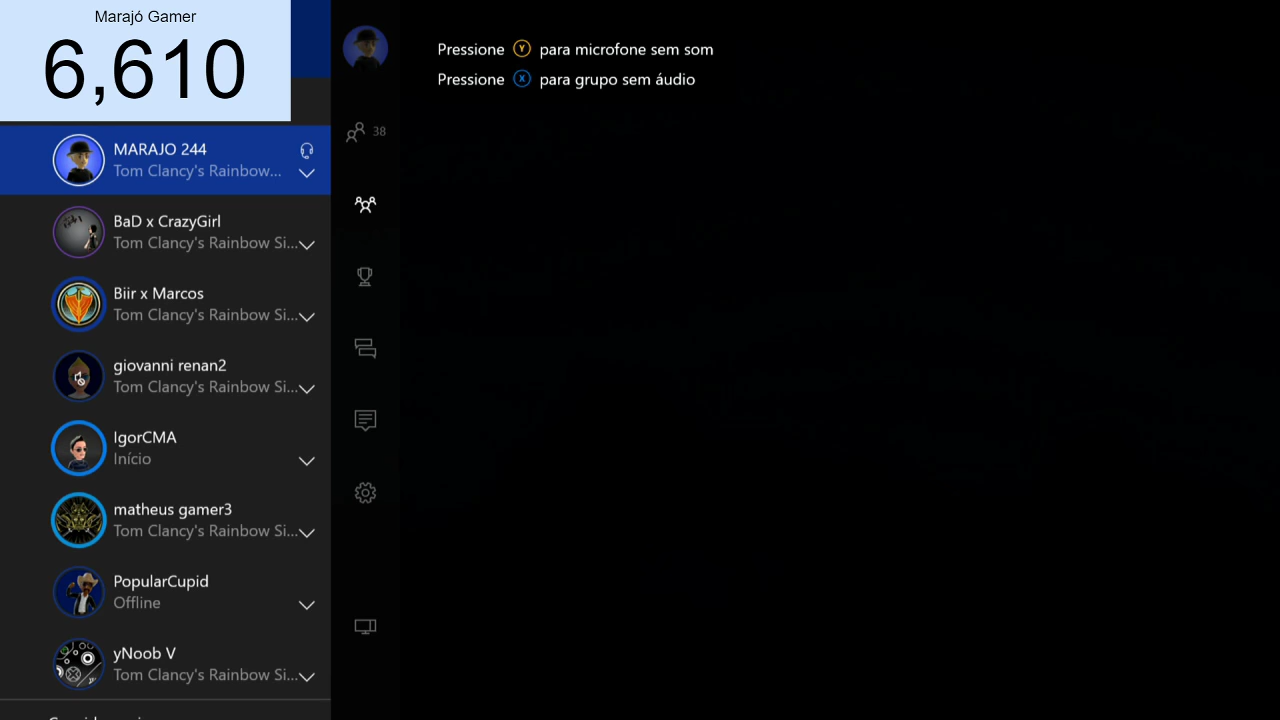 Marajó Gamer
6,610
Pressione Y para microfone sem som
Pressione X para grupo sem áudio
38
MARAJO 244
Tom Clancy's Rainbow...
BaD x CrazyGirl
Tom Clancy's Rainbow Si...
Biir x Marcos
Tom Clancy's Rainbow Si...
giovanni renan2
Tom Clancy's Rainbow Si...
IgorCMA
Início
matheus gamer3
Tom Clancy's Rainbow Si...
PopularCupid
Offline
yNoob V
Tom Clancy's Rainbow Si...